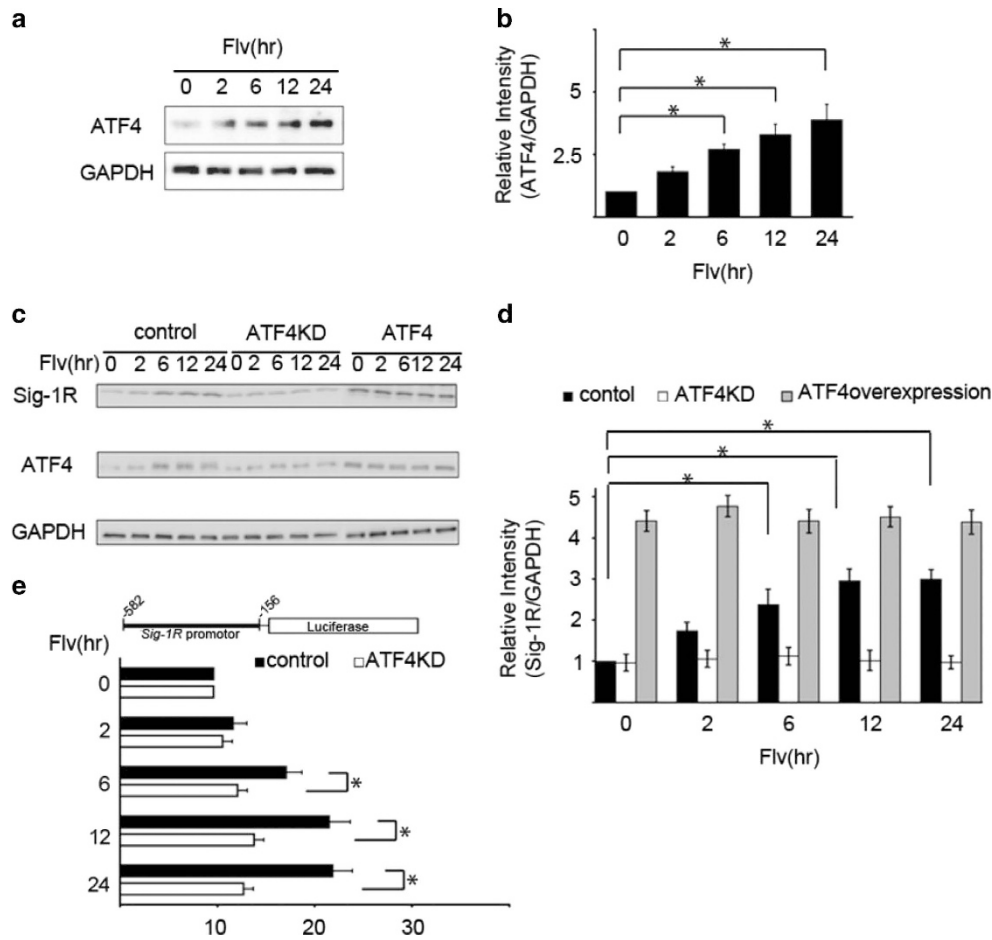 a
Flv(hr)
0 2 6 12 24
ATF4
GAPDH
b
Relative Intensity
(ATF4/GAPDH)
5
2.5
* * *
0 2 6 12 24
Flv(hr)
c
control ATF4KD ATF4
Flv(hr) 0 2 6 12 24 0 2 6 12 24 0 2 6 12 24
Sig-1R
ATF4
GAPDH
d
contol ATF4KD ATF4overexpression
* * *
Relative Intensity
(Sig-1R/GAPDH)
5
4
3
2
1
0 2 6 12 24
Flv(hr)
e
-582 -156
Sig-1R promotor Luciferase
Flv(hr)
control ATF4KD
0
2
6 *
12 *
24 *
10 20 30